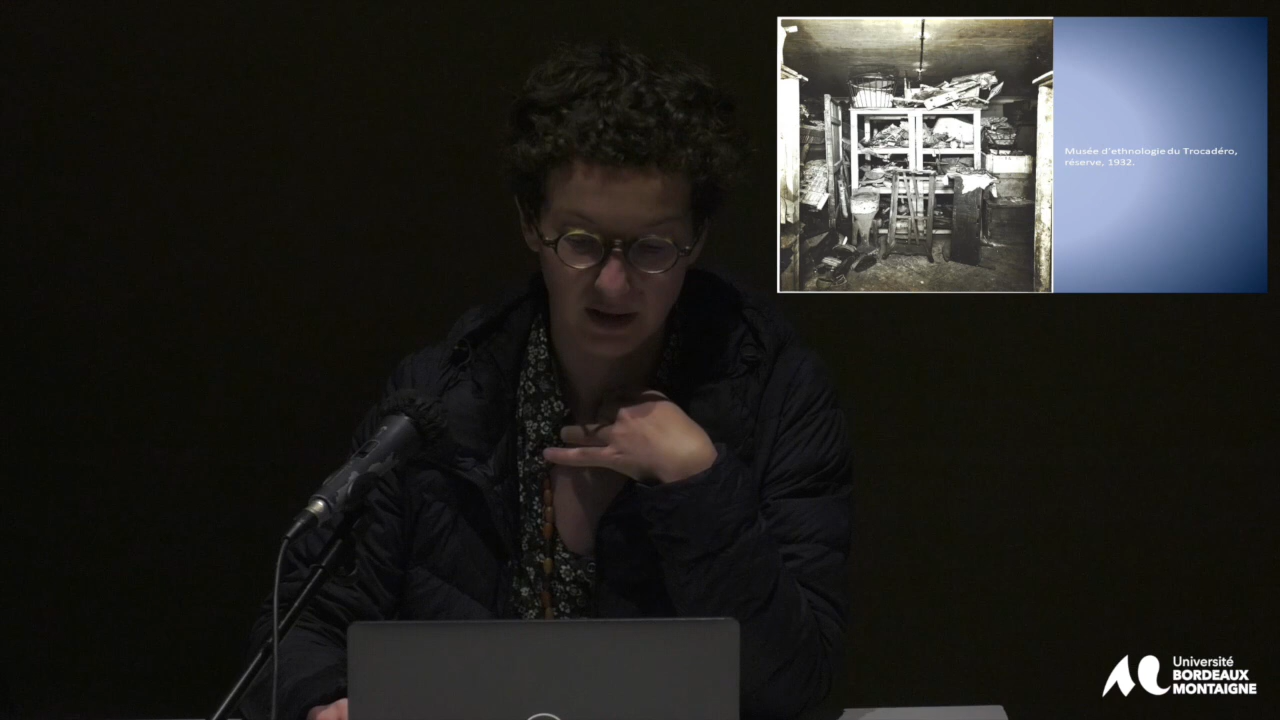 Musée d'ethnologie du Trocadéro,
réserve, 1932.
Université
BORDEAUX
MONTAIGNE